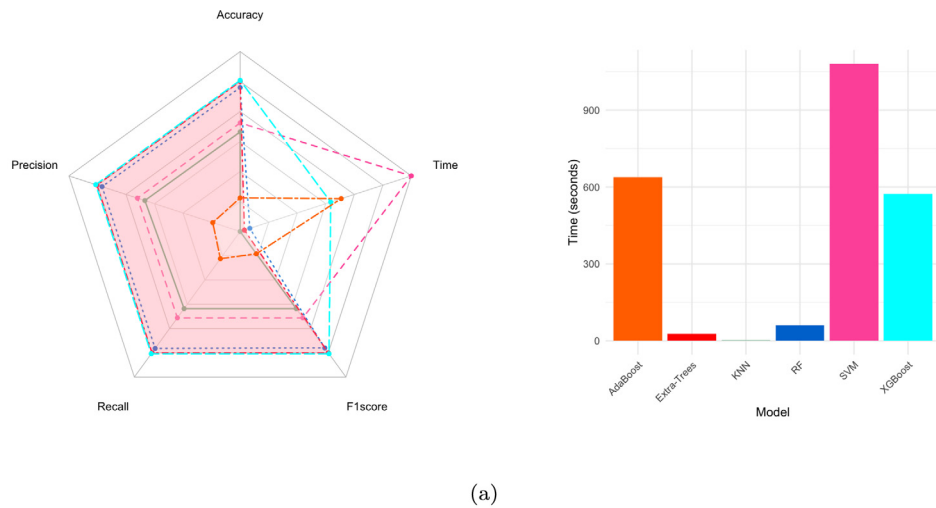 Accuracy
Precision
Time
Recall
F1score
Time (seconds)
900
600
300
0
AdaBoost
Extra-Trees
KNN
RF
SVM
XGBoost
Model
(a)